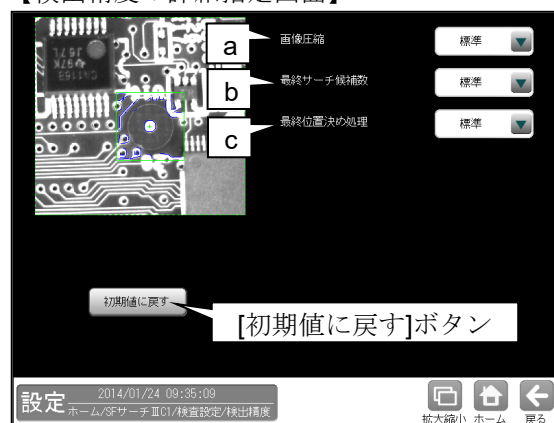 【検出精度の詳細指定画面】
a 画像圧縮 標準
b 最終サーチ候補数 標準
c 最終位置決め処理 標準
初期値に戻す
[初期値に戻す]ボタン
設定 2014/01/24 09:35:09
ホーム/SFサーチⅢC1/検査設定/検出精度
拡大縮小 ホーム 戻る